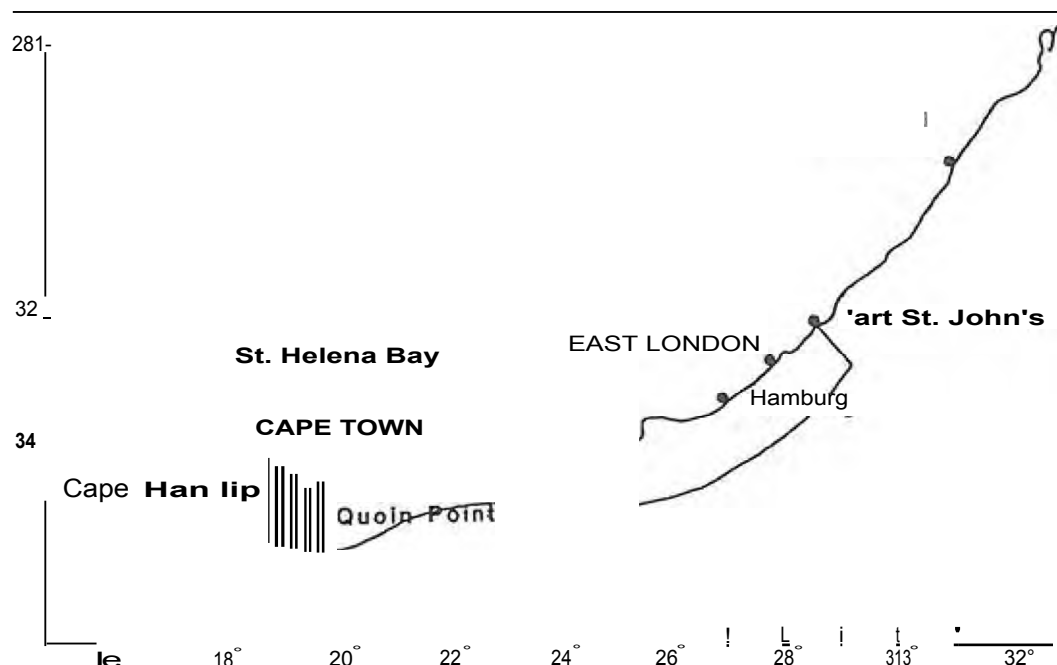 281-
32
'art St. John's
EAST LONDON
St. Helena Bay
Hamburg
CAPE TOWN
34
Cape Han lip
Quoin Point
le 18° 20° 22° 24° 26° 28° 313° 32°